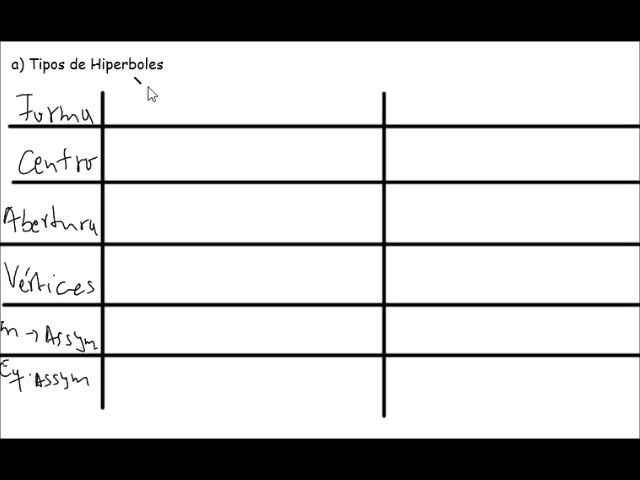 a) Tipos de Hiperboles
Forma
Centro
Abertura
Vértices
m → Assym
Eq. Assym